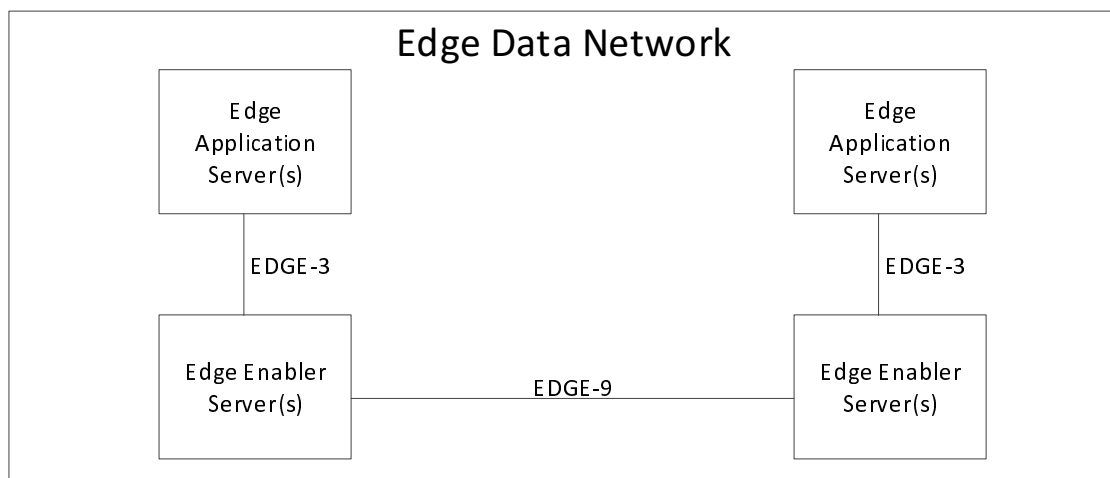 Edge Data Network
Edge
Application
Server(s)
Edge
Application
Server(s)
EDGE-3
EDGE-3
Edge Enabler
Server(s)
EDGE-9
Edge Enabler
Server(s)